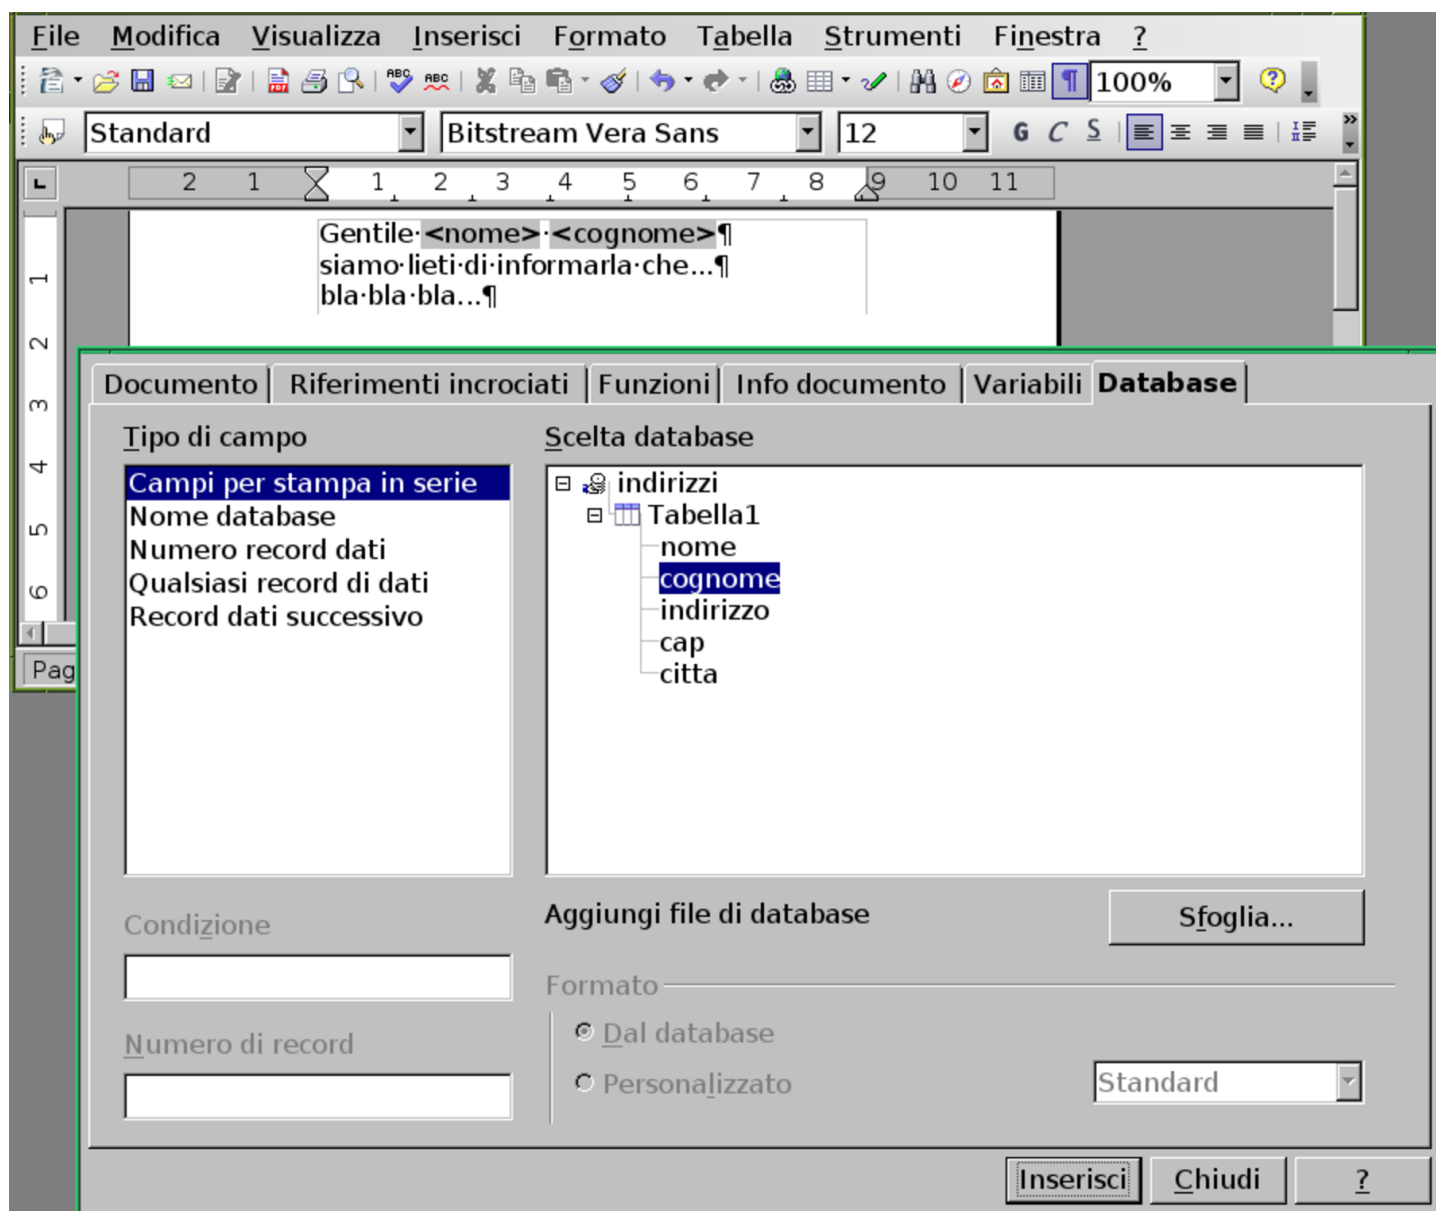 File Modifica Visualizza Inserisci Formato Tabella Strumenti Finestra ?
ABC ABC ¶ 100%
Standard Bitstream Vera Sans 12 G C S
2 1 1 2 3 4 5 6 7 8 9 10 11
Gentile·<nome>·<cognome>¶
siamo·lieti·di·informarla·che...¶
bla·bla·bla...¶
1
2
3
4
5
6
Pag
Documento Riferimenti incrociati Funzioni Info documento Variabili Database
Tipo di campo
Campi per stampa in serie
Nome database
Numero record dati
Qualsiasi record di dati
Record dati successivo
Scelta database
indirizzi
Tabella1
nome
cognome
indirizzo
cap
citta
Condizione
Numero di record
Aggiungi file di database Sfoglia...
Formato
Dal database
Personalizzato Standard
Inserisci Chiudi ?